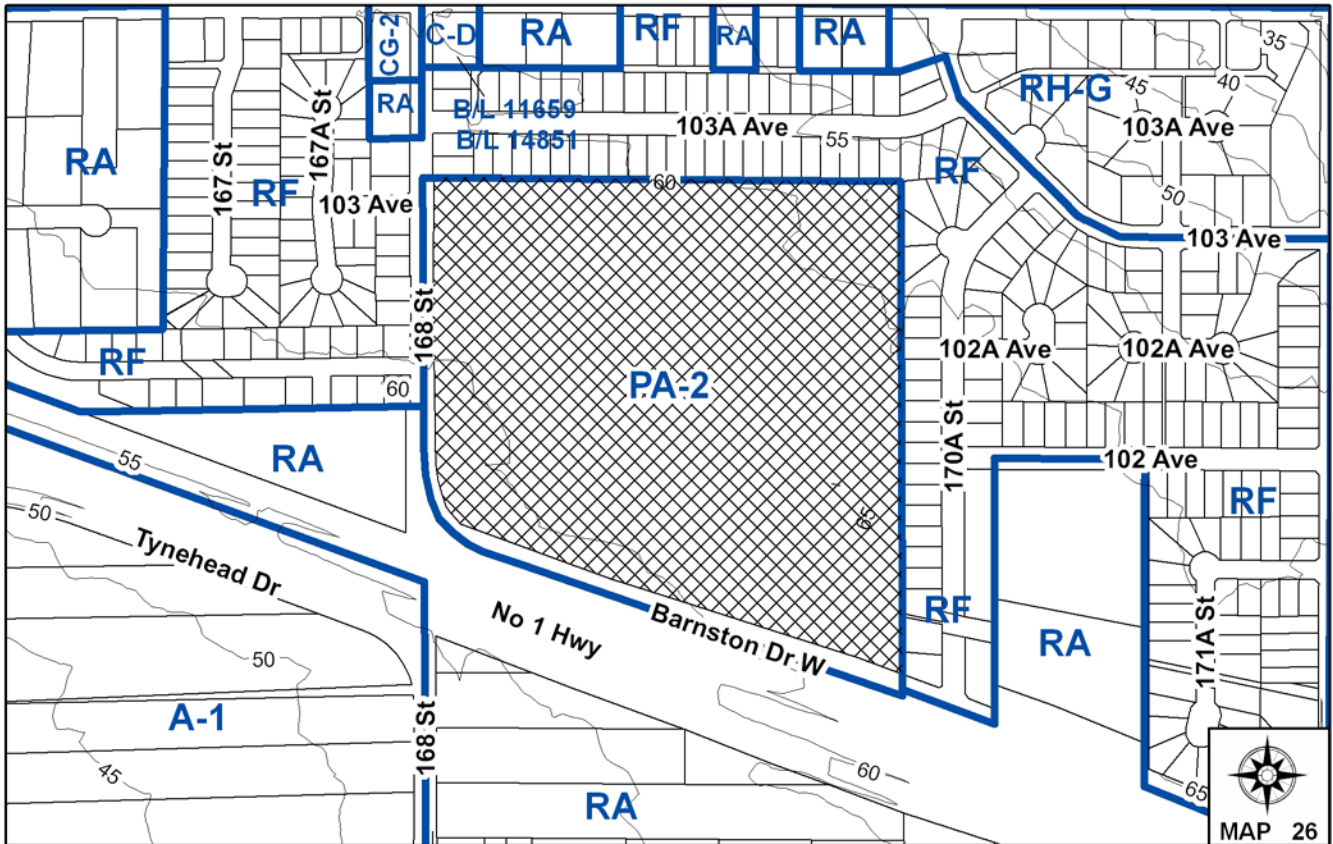 CG-2
C-D
RA
RF
RA
RA
35
RA
B/L 11659
B/L 14851
103A Ave
55
RH-G
45
40
103A Ave
RA
167 St
RF
167A St
103 Ave
60
RF
50
103 Ave
168 St
RF
60
PA-2
102A Ave
102A Ave
170A St
102 Ave
RA
55
50
Tynehead Dr
65
RF
No 1 Hwy
Barnston Dr W
RF
RA
171A St
50
A-1
168 St
45
60
RA
65
MAP 26